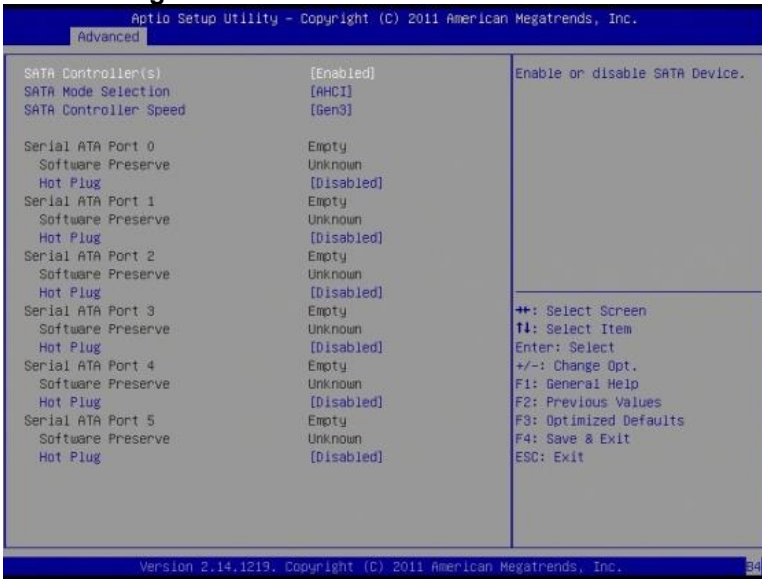 Aptio Setup Utility – Copyright (C) 2011 American Megatrends, Inc.
Advanced
SATA Controller(s) [Enabled]
SATA Mode Selection [AHCI]
SATA Controller Speed [Gen3]
Serial ATA Port 0 Empty
Software Preserve Unknown
Hot Plug [Disabled]
Serial ATA Port 1 Empty
Software Preserve Unknown
Hot Plug [Disabled]
Serial ATA Port 2 Empty
Software Preserve Unknown
Hot Plug [Disabled]
Serial ATA Port 3 Empty
Software Preserve Unknown
Hot Plug [Disabled]
Serial ATA Port 4 Empty
Software Preserve Unknown
Hot Plug [Disabled]
Serial ATA Port 5 Empty
Software Preserve Unknown
Hot Plug [Disabled]
Enable or disable SATA Device.
→←: Select Screen
↑↓: Select Item
Enter: Select
+/-: Change Opt.
F1: General Help
F2: Previous Values
F3: Optimized Defaults
F4: Save & Exit
ESC: Exit
Version 2.14.1219. Copyright (C) 2011 American Megatrends, Inc.
B4